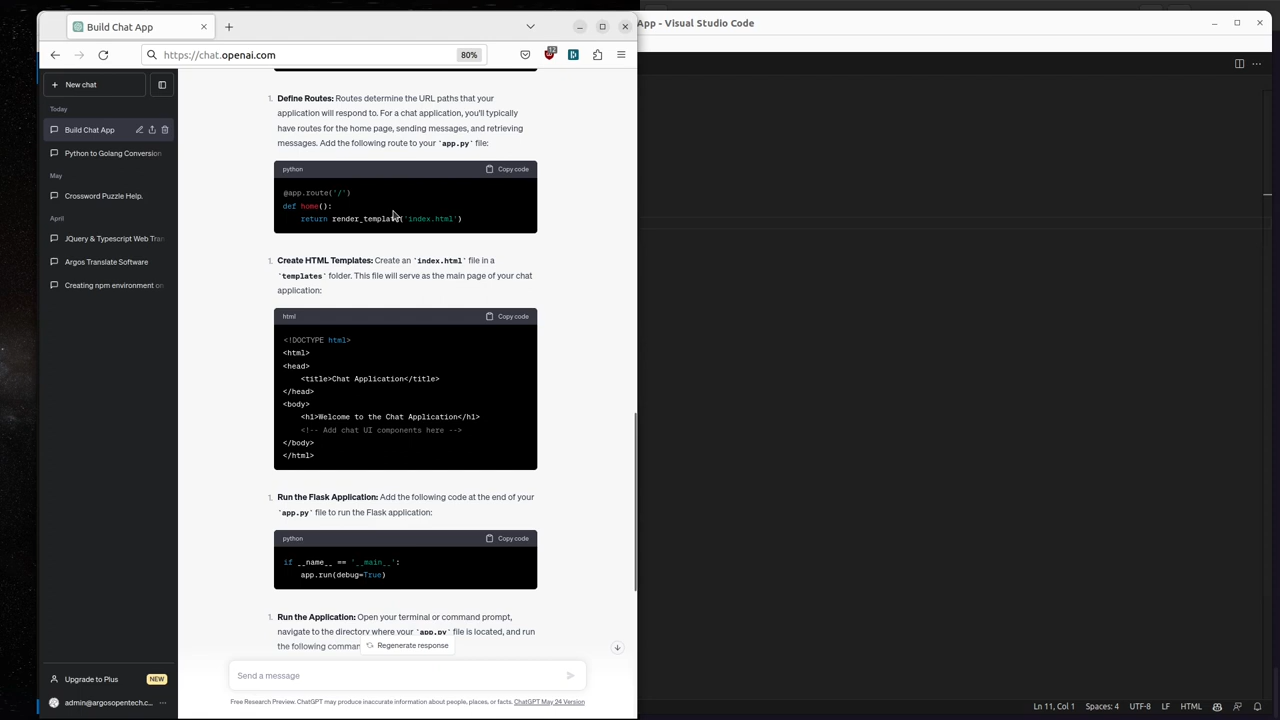 Build Chat App
App - Visual Studio Code
https://chat.openai.com
80%
12
New chat
Today
Build Chat App
Python to Golang Conversion
May
Crossword Puzzle Help.
April
JQuery & Typescript Web Tran
Argos Translate Software
Creating npm environment on
1. Define Routes: Routes determine the URL paths that your
application will respond to. For a chat application, you'll typically
have routes for the home page, sending messages, and retrieving
messages. Add the following route to your `app.py` file:
python
Copy code
@app.route('/')
def home():
return render_template('index.html')
1. Create HTML Templates: Create an `index.html` file in a
`templates` folder. This file will serve as the main page of your chat
application:
html
Copy code
<!DOCTYPE html>
<html>
<head>
<title>Chat Application</title>
</head>
<body>
<h1>Welcome to the Chat Application</h1>
<!-- Add chat UI components here -->
</body>
</html>
1. Run the Flask Application: Add the following code at the end of your
`app.py` file to run the Flask application:
python
Copy code
if __name__ == '__main__':
app.run(debug=True)
1. Run the Application: Open your terminal or command prompt,
navigate to the directory where your `app.py` file is located, and run
the following comman
Regenerate response
Send a message
Free Research Preview. ChatGPT may produce inaccurate information about people, places, or facts. ChatGPT May 24 Version
Upgrade to Plus
NEW
admin@argosopentech.c...
Ln 11, Col 1
Spaces: 4
UTF-8
LF
HTML